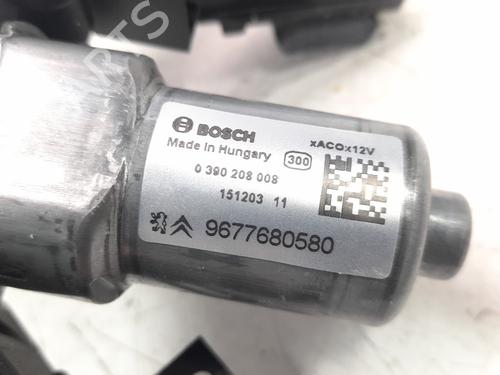 BOSCH
xACOx12V
Made in Hungary 300
0 390 208 008
151203 11
9677680580